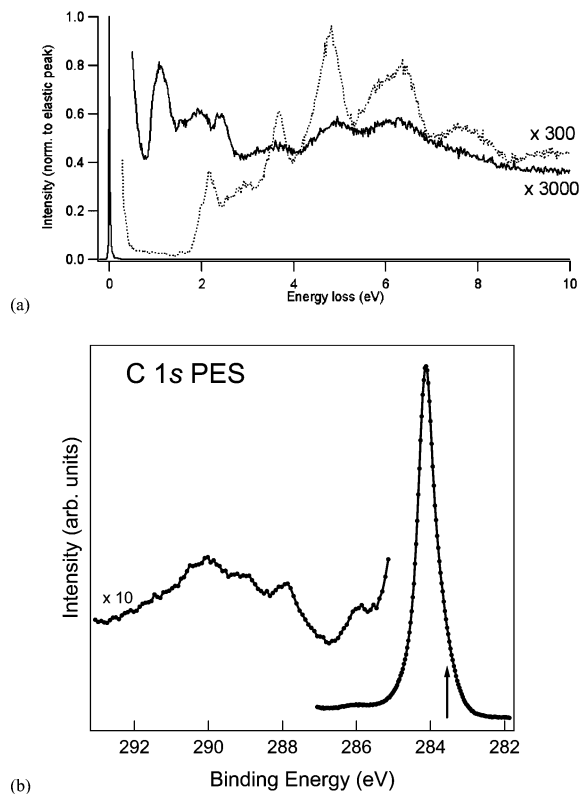 1.0
0.8
0.6
0.4
0.2
0.0
Intensity (norm. to elastic peak)
x 300
x 3000
0 2 4 6 8 10
Energy loss (eV)
(a)
C 1s PES
Intensity (arb. units)
x 10
292 290 288 286 284 282
Binding Energy (eV)
(b)